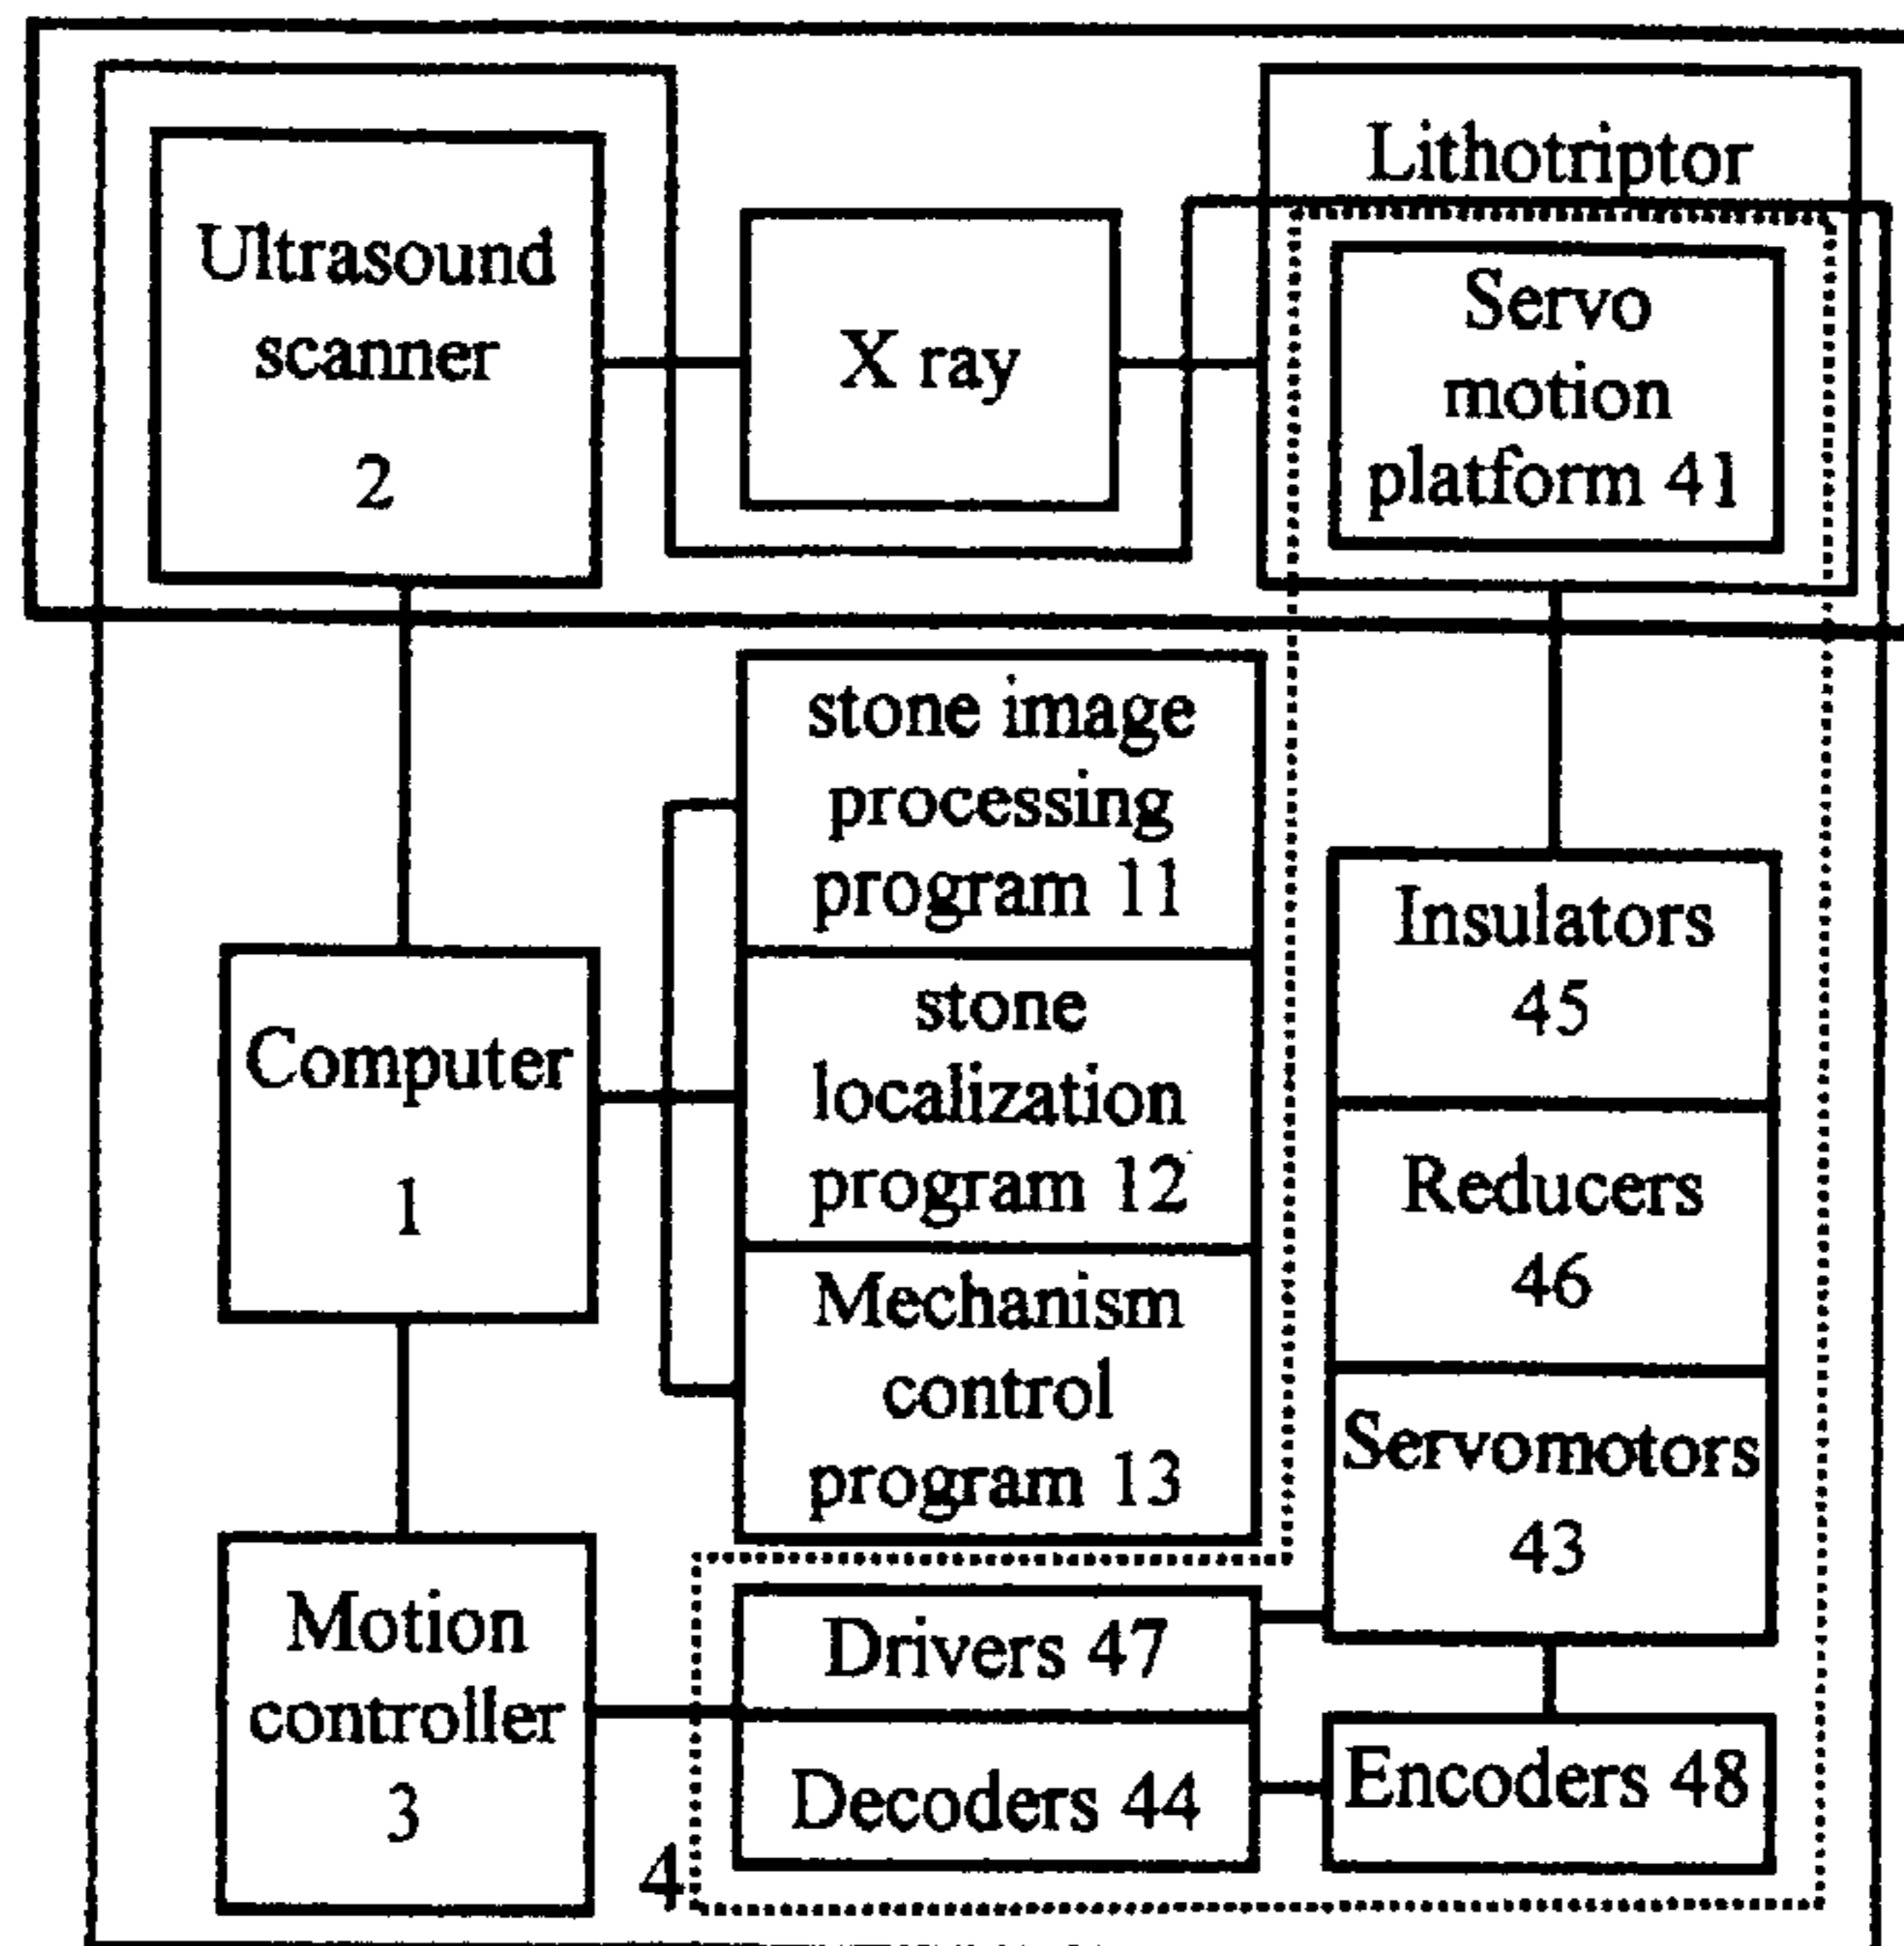 Ultrasound
scanner
2
X ray
Lithotriptor
Servo
motion
platform 41
stone image
processing
program 11
stone
localization
program 12
Mechanism
control
program 13
Computer
1
Insulators
45
Reducers
46
Servomotors
43
Motion
controller
3
Drivers 47
Decoders 44
Encoders 48
4